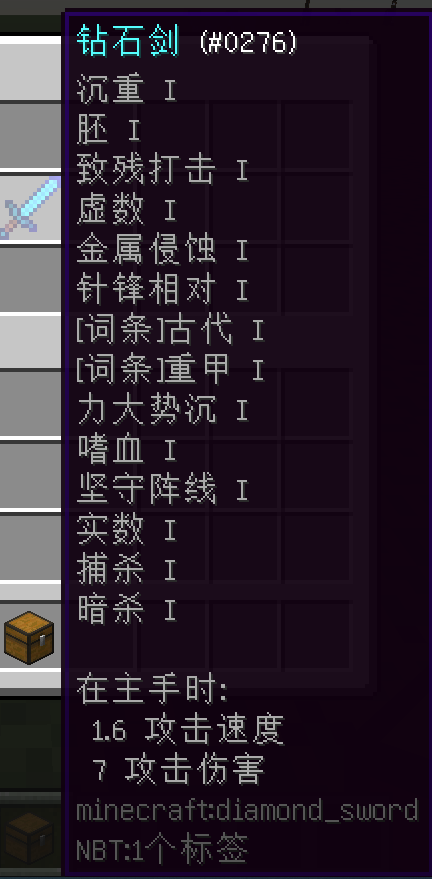 钻石剑 (#0276)
沉重 I
胚 I
致残打击 I
虚数 I
金属侵蚀 I
针锋相对 I
[词条]古代 I
[词条]重甲 I
力大势沉 I
嗜血 I
坚守阵线 I
实数 I
捕杀 I
暗杀 I
在主手时:
1.6 攻击速度
7 攻击伤害
minecraft:diamond_sword
NBT:1个标签